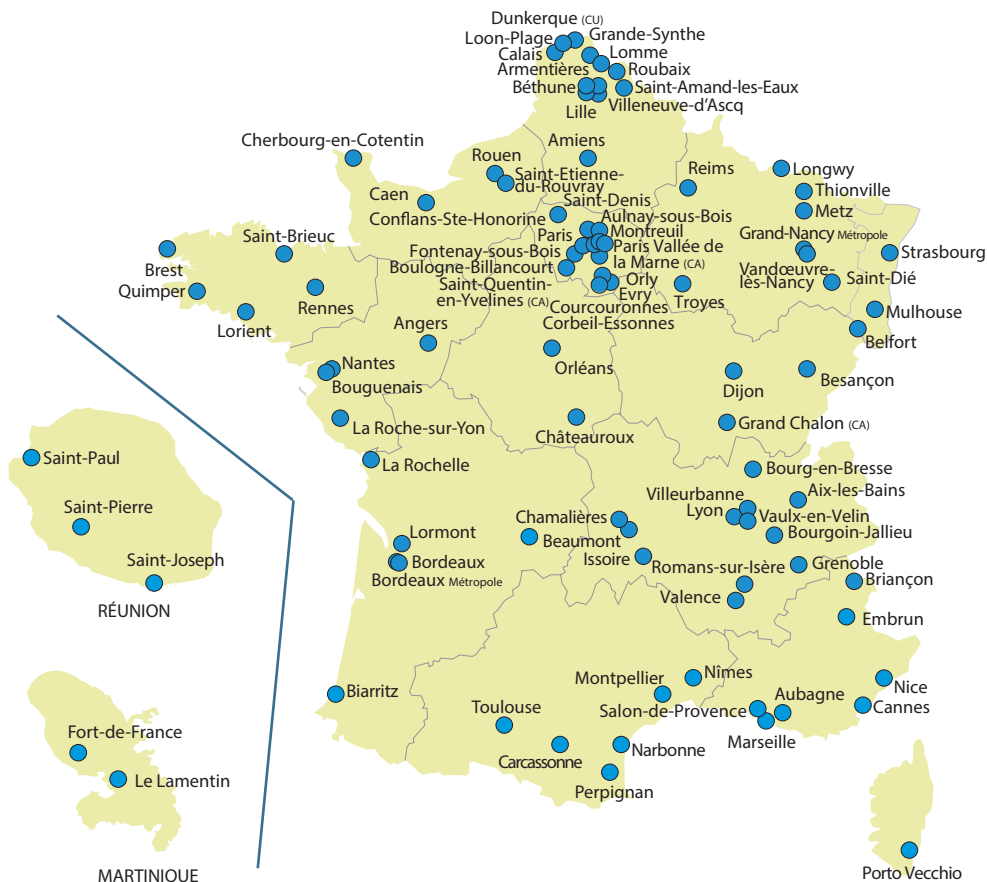 Dunkerque (CU)
Loon-Plage
Grande-Synthe
Calais
Lomme
Armentières
Roubaix
Béthune
Saint-Amand-les-Eaux
Lille
Villeneuve-d'Ascq
Cherbourg-en-Cotentin
Amiens
Rouen
Saint-Etienne-
du-Rouvray
Reims
Longwy
Thionville
Metz
Caen
Saint-Denis
Conflans-Ste-Honorine
Aulnay-sous-Bois
Paris
Montreuil
Grand-Nancy Métropole
Saint-Brieuc
Fontenay-sous-Bois
Paris Vallée de
la Marne (CA)
Strasbourg
Brest
Boulogne-Billancourt
Vandœuvre-
lès-Nancy
Saint-Dié
Quimper
Rennes
Saint-Quentin-
en-Yvelines (CA)
Orly
Evry
Troyes
Lorient
Courcouronnes
Corbeil-Essonnes
Mulhouse
Angers
Belfort
Nantes
Orléans
Bouguenais
Dijon
Besançon
La Roche-sur-Yon
Châteauroux
Grand Chalon (CA)
Saint-Paul
La Rochelle
Bourg-en-Bresse
Saint-Pierre
Villeurbanne
Aix-les-Bains
Lyon
Vaulx-en-Velin
Chamalières
Lormont
Beaumont
Bourgoin-Jallieu
Saint-Joseph
Bordeaux
Issoire
Romans-sur-Isère
Grenoble
Bordeaux Métropole
Briançon
RÉUNION
Valence
Embrun
Biarritz
Montpellier
Nîmes
Nice
Toulouse
Salon-de-Provence
Aubagne
Cannes
Fort-de-France
Marseille
Carcassonne
Narbonne
Le Lamentin
Perpignan
MARTINIQUE
Porto Vecchio